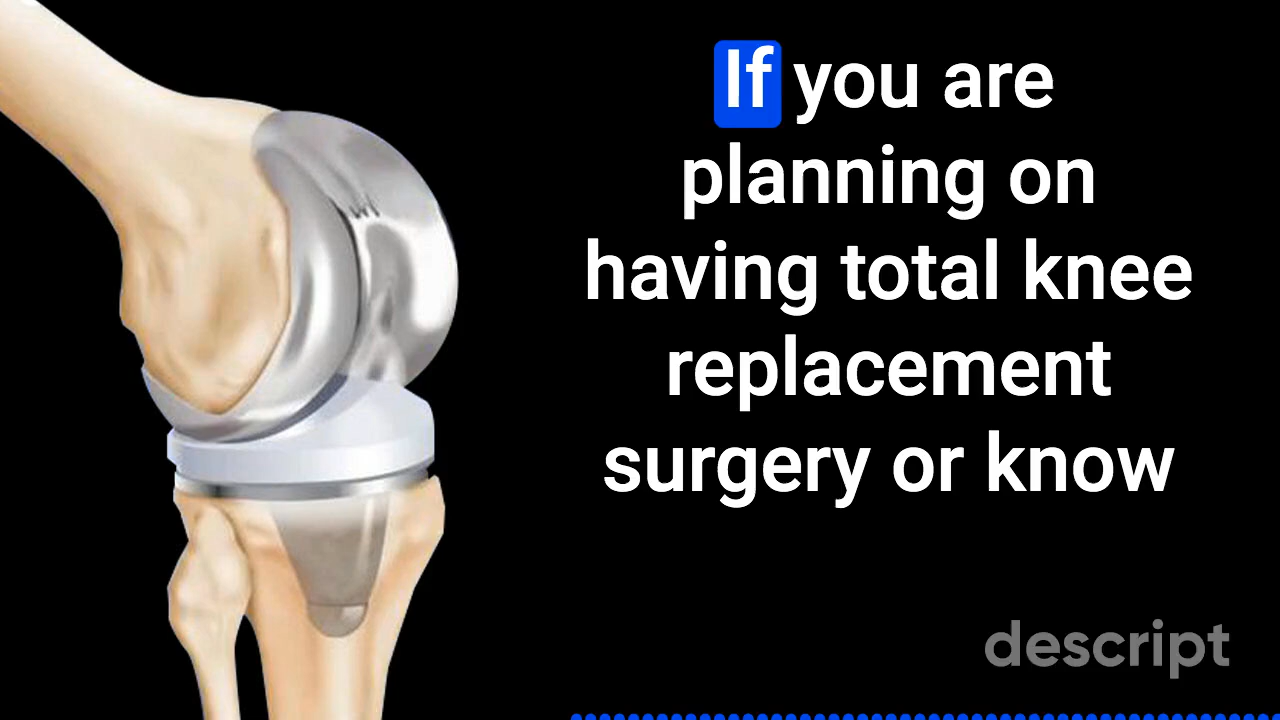 If you are
planning on
having total knee
replacement
surgery or know
descript